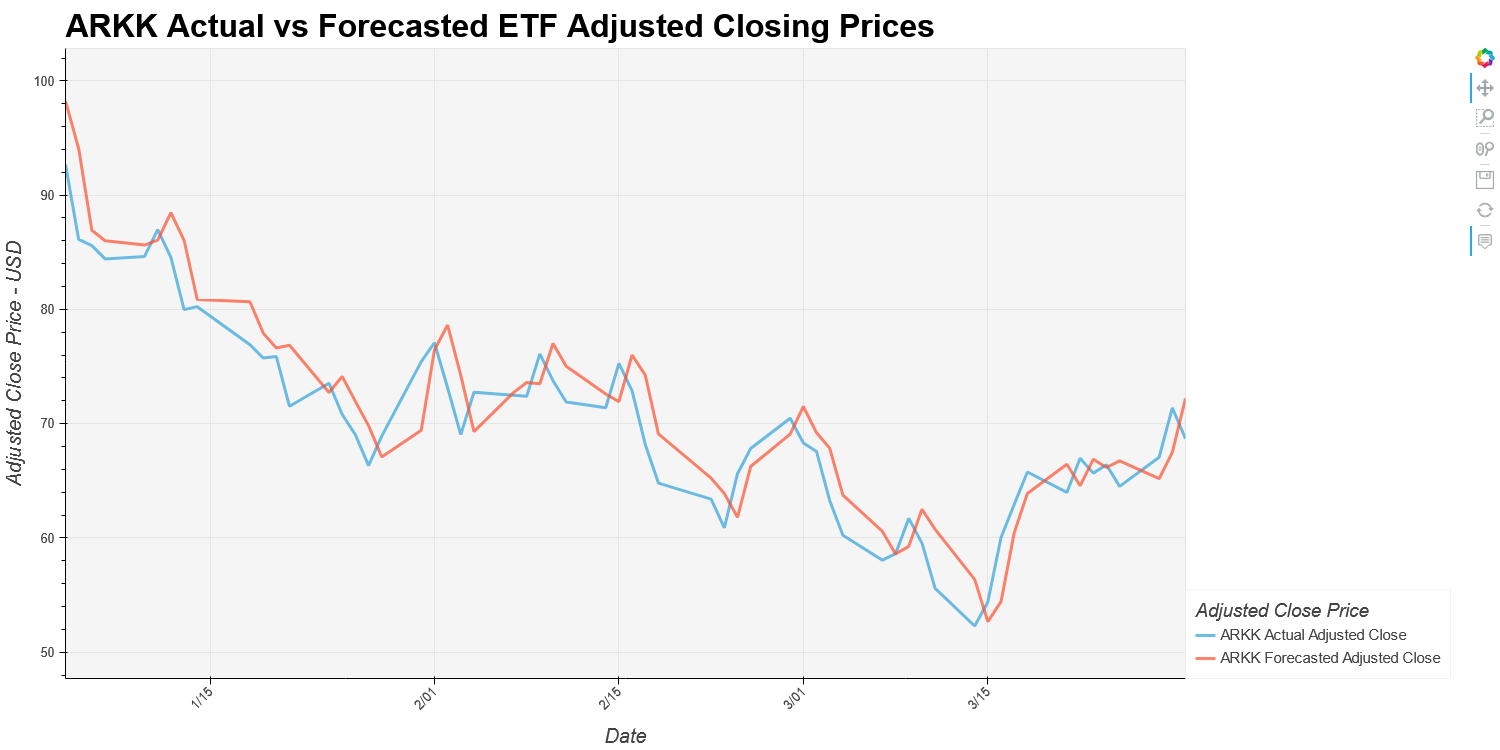 ARKK Actual vs Forecasted ETF Adjusted Closing Prices
Adjusted Close Price - USD
100
90
80
70
60
50
1/15
2/01
2/15
3/01
3/15
Date
Adjusted Close Price
ARKK Actual Adjusted Close
ARKK Forecasted Adjusted Close